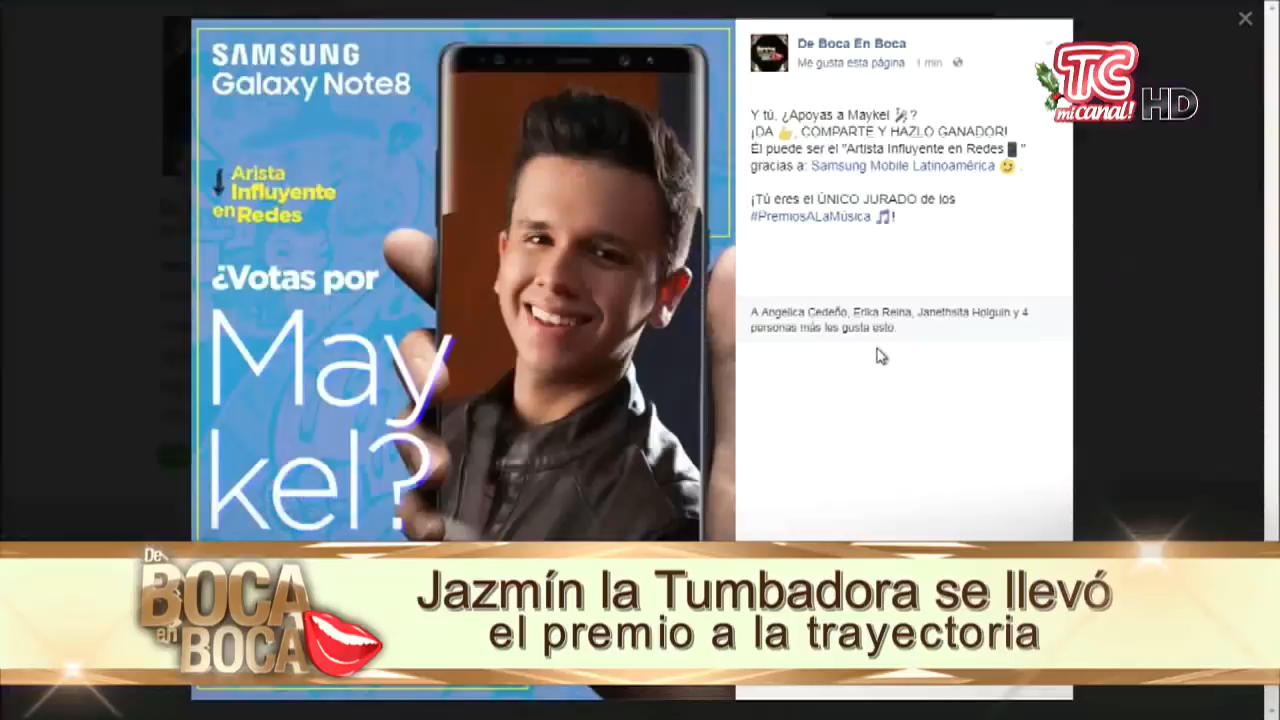 SAMSUNG
Galaxy Note8
Arista
Influyente
en Redes
¿Votas por
May
kel?
De Boca En Boca
Me gusta esta página 1 min
Y tú, ¿Apoyas a Maykel 🎤?
¡DA 👍, COMPARTE Y HAZLO GANADOR!
Él puede ser el "Artista Influyente en Redes📱"
gracias a: Samsung Mobile Latinoamérica 😉 .
¡Tú eres el ÚNICO JURADO de los
#PremiosALaMúsica 🎵!
A Angelica Cedeño, Erika Reina, Janethsita Holguin y 4
personas más les gusta esto.
TC
mi canal!
HD
De
BOCA
en
BOCA
Jazmín la Tumbadora se llevó
el premio a la trayectoria